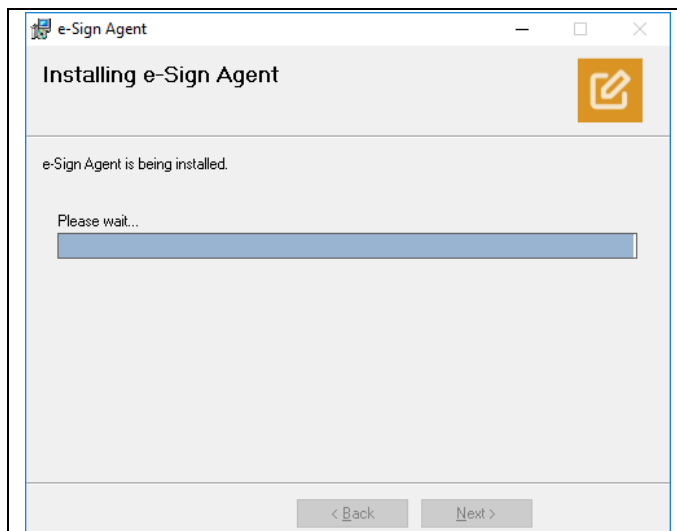 e-Sign Agent
Installing e-Sign Agent
e-Sign Agent is being installed.
Please wait...
< Back Next >